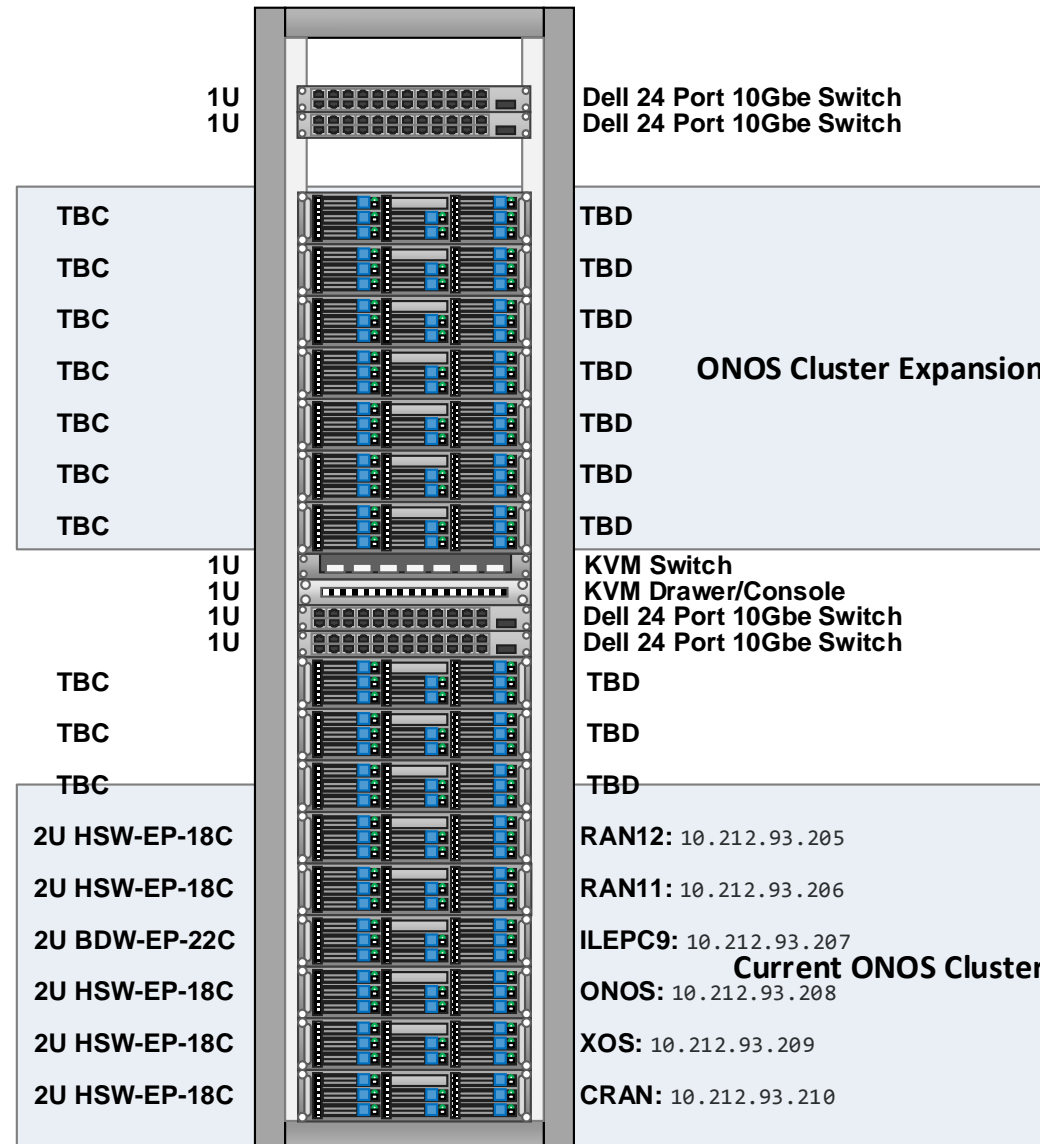 1U Dell 24 Port 10Gbe Switch
1U Dell 24 Port 10Gbe Switch
TBC TBD
TBC TBD
TBC TBD
TBC TBD ONOS Cluster Expansion
TBC TBD
TBC TBD
TBC TBD
1U KVM Switch
1U KVM Drawer/Console
1U Dell 24 Port 10Gbe Switch
1U Dell 24 Port 10Gbe Switch
TBC TBD
TBC TBD
TBC TBD
2U HSW-EP-18C RAN12: 10.212.93.205
2U HSW-EP-18C RAN11: 10.212.93.206
2U BDW-EP-22C ILEPC9: 10.212.93.207
Current ONOS Cluster
2U HSW-EP-18C ONOS: 10.212.93.208
2U HSW-EP-18C XOS: 10.212.93.209
2U HSW-EP-18C CRAN: 10.212.93.210